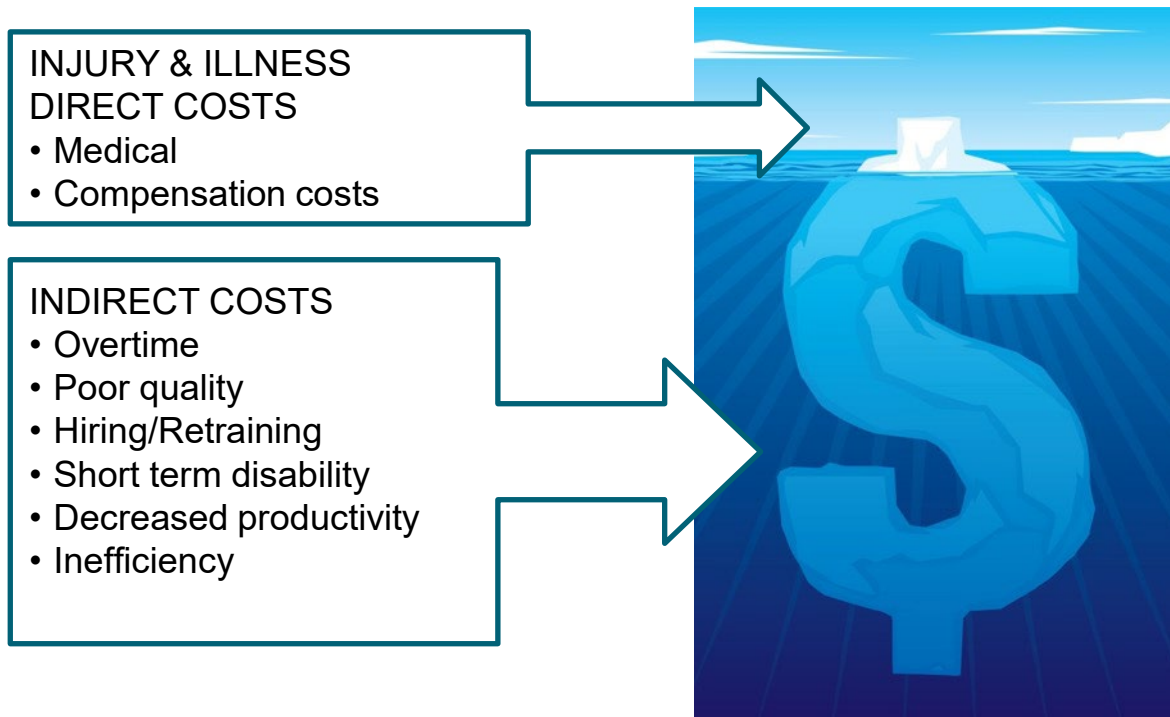 INJURY & ILLNESS
DIRECT COSTS
• Medical
• Compensation costs
INDIRECT COSTS
• Overtime
• Poor quality
• Hiring/Retraining
• Short term disability
• Decreased productivity
• Inefficiency